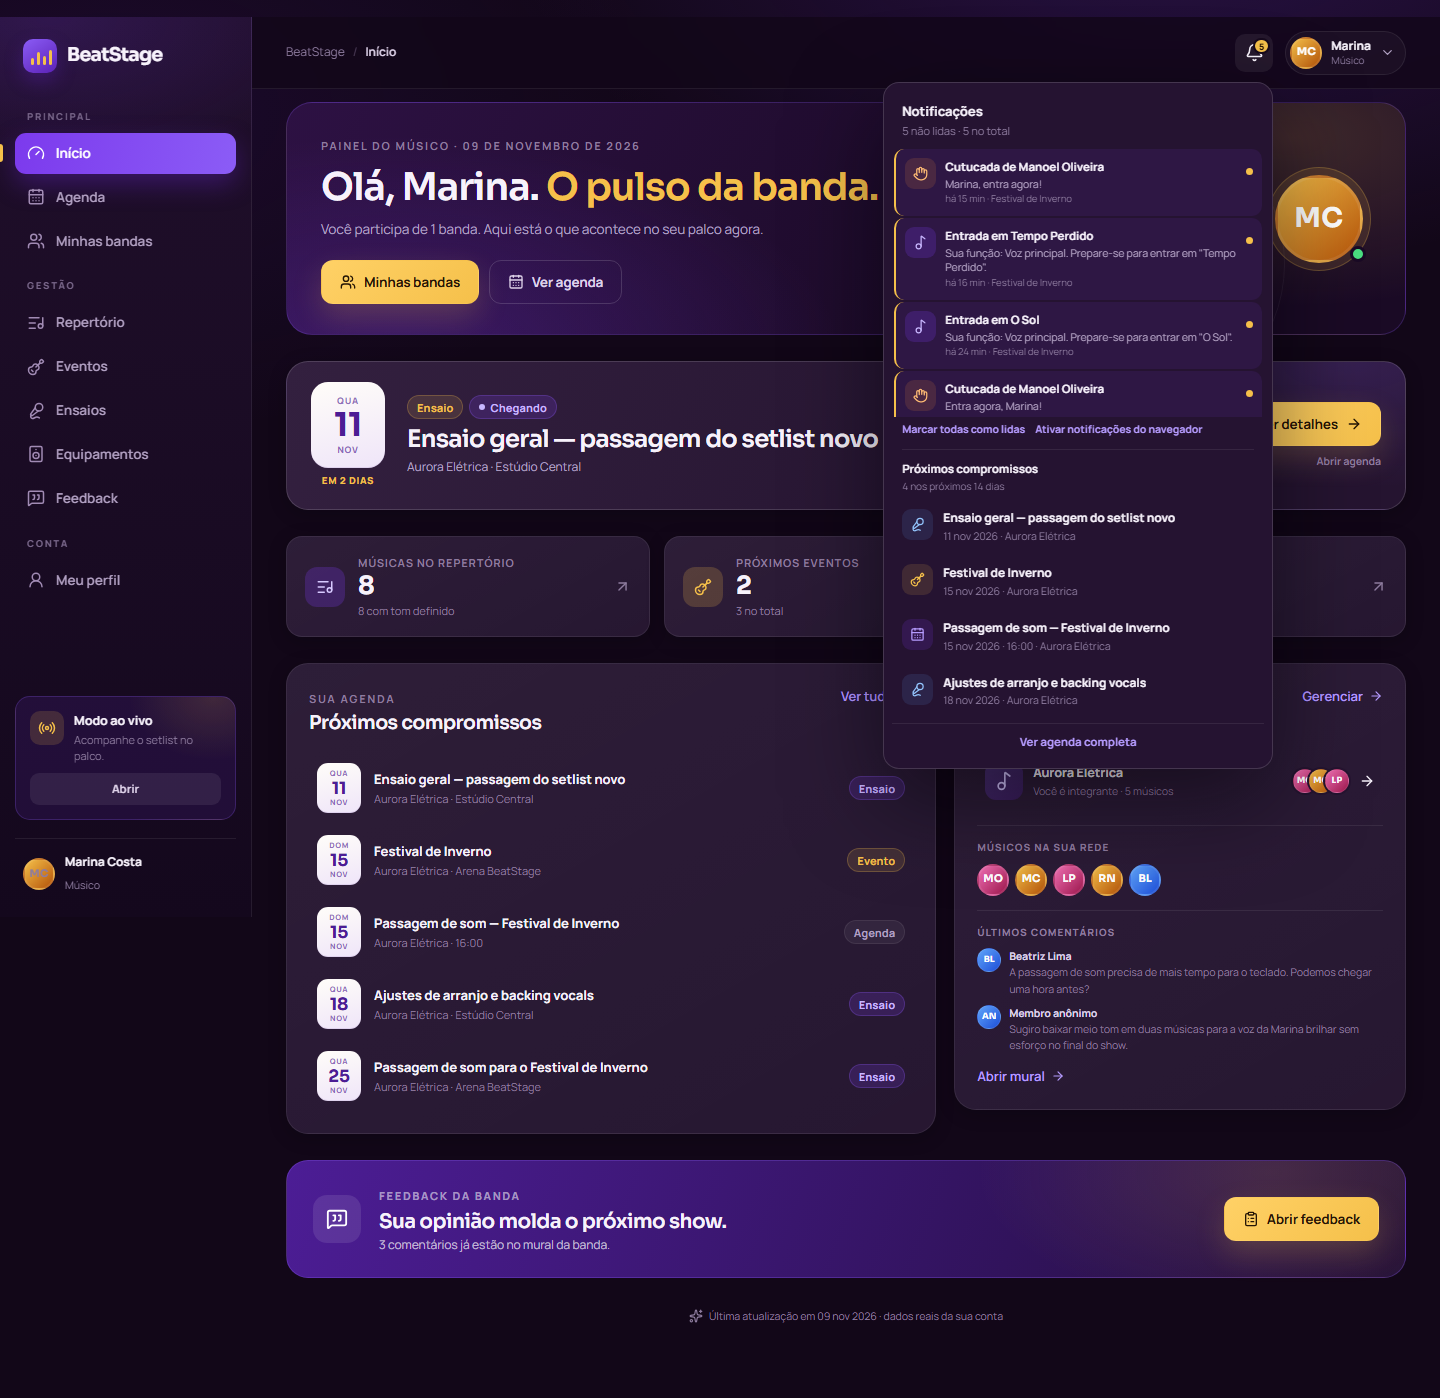 BeatStage
PRINCIPAL
Início
Agenda
Minhas bandas
GESTÃO
Repertório
Eventos
Ensaios
Equipamentos
Feedback
CONTA
Meu perfil
Modo ao vivo
Acompanhe o setlist no
palco.
Abrir
MC
Marina Costa
Músico
BeatStage / Início
5
MC
Marina
Músico
PAINEL DO MÚSICO · 09 DE NOVEMBRO DE 2026
Olá, Marina. O pulso da banda.
Você participa de 1 banda. Aqui está o que acontece no seu palco agora.
Minhas bandas
Ver agenda
MC
QUA
11
NOV
EM 2 DIAS
Ensaio
Chegando
Ensaio geral — passagem do setlist novo
Aurora Elétrica · Estúdio Central
detalhes
Abrir agenda
MÚSICAS NO REPERTÓRIO
8
8 com tom definido
PRÓXIMOS EVENTOS
2
3 no total
Notificações
5 não lidas · 5 no total
Cutucada de Manoel Oliveira
Marina, entra agora!
há 15 min · Festival de Inverno
Entrada em Tempo Perdido
Sua função: Voz principal. Prepare-se para entrar em "Tempo
Perdido".
há 16 min · Festival de Inverno
Entrada em O Sol
Sua função: Voz principal. Prepare-se para entrar em "O Sol".
há 24 min · Festival de Inverno
Cutucada de Manoel Oliveira
Entra agora, Marina!
Marcar todas como lidas
Ativar notificações do navegador
Próximos compromissos
4 nos próximos 14 dias
Ensaio geral — passagem do setlist novo
11 nov 2026 · Aurora Elétrica
Festival de Inverno
15 nov 2026 · Aurora Elétrica
Passagem de som — Festival de Inverno
15 nov 2026 · 16:00 · Aurora Elétrica
Ajustes de arranjo e backing vocals
18 nov 2026 · Aurora Elétrica
Ver agenda completa
SUA AGENDA
Próximos compromissos
Ver
QUA
11
NOV
Ensaio geral — passagem do setlist novo
Aurora Elétrica · Estúdio Central
Ensaio
DOM
15
NOV
Festival de Inverno
Aurora Elétrica · Arena BeatStage
Evento
DOM
15
NOV
Passagem de som — Festival de Inverno
Aurora Elétrica · 16:00
Agenda
QUA
18
NOV
Ajustes de arranjo e backing vocals
Aurora Elétrica · Estúdio Central
Ensaio
QUA
25
NOV
Passagem de som para o Festival de Inverno
Aurora Elétrica · Arena BeatStage
Ensaio
Gerenciar
Aurora Elétrica
Você é integrante · 5 músicos
LP
MÚSICOS NA SUA REDE
MO
MC
LP
RN
BL
ÚLTIMOS COMENTÁRIOS
BL
Beatriz Lima
A passagem de som precisa de mais tempo para o teclado. Podemos chegar
uma hora antes?
AN
Membro anônimo
Sugiro baixar meio tom em duas músicas para a voz da Marina brilhar sem
esforço no final do show.
Abrir mural
FEEDBACK DA BANDA
Sua opinião molda o próximo show.
3 comentários já estão no mural da banda.
Abrir feedback
Última atualização em 09 nov 2026 · dados reais da sua conta